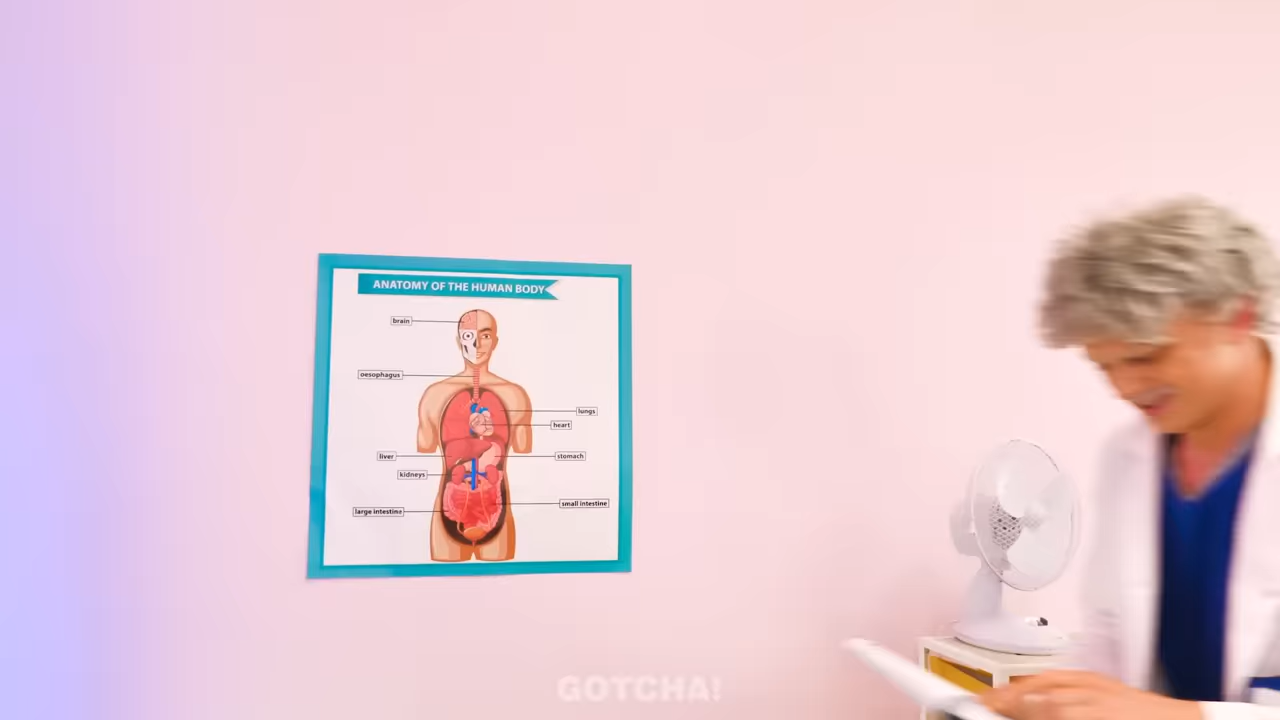 ANATOMY OF THE HUMAN BODY
brain
oesophagus
lungs
heart
liver
stomach
kidneys
small intestine
large intestine
GOTCHA!